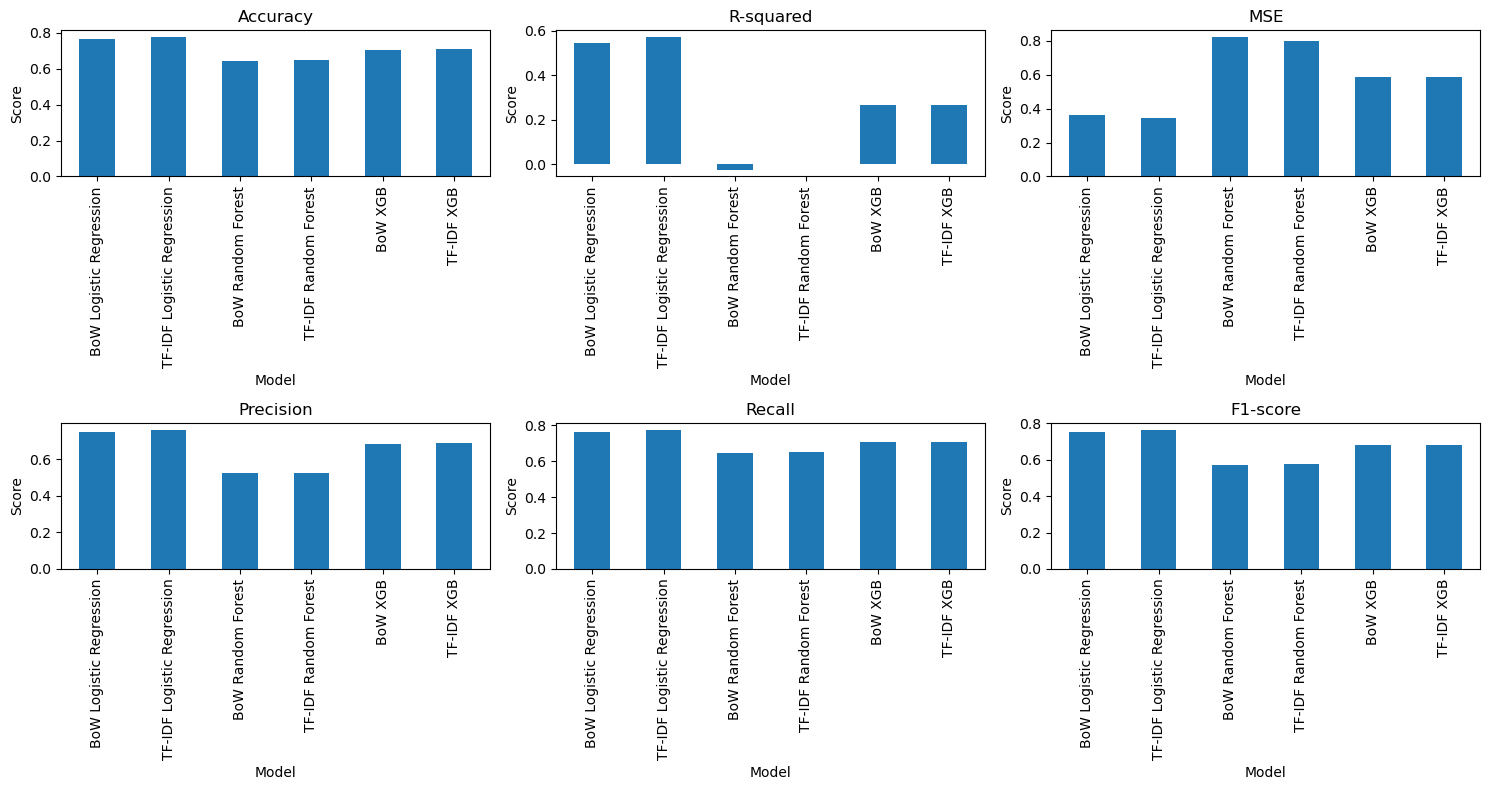 Accuracy
0.8
0.6
0.4
0.2
0.0
Score
BoW Logistic Regression
TF-IDF Logistic Regression
BoW Random Forest
TF-IDF Random Forest
BoW XGB
TF-IDF XGB
Model
R-squared
0.6
0.4
0.2
0.0
Score
BoW Logistic Regression
TF-IDF Logistic Regression
BoW Random Forest
TF-IDF Random Forest
BoW XGB
TF-IDF XGB
Model
MSE
0.8
0.6
0.4
0.2
0.0
Score
BoW Logistic Regression
TF-IDF Logistic Regression
BoW Random Forest
TF-IDF Random Forest
BoW XGB
TF-IDF XGB
Model
Precision
0.6
0.4
0.2
0.0
Score
BoW Logistic Regression
TF-IDF Logistic Regression
BoW Random Forest
TF-IDF Random Forest
BoW XGB
TF-IDF XGB
Model
Recall
0.8
0.6
0.4
0.2
0.0
Score
BoW Logistic Regression
TF-IDF Logistic Regression
BoW Random Forest
TF-IDF Random Forest
BoW XGB
TF-IDF XGB
Model
F1-score
0.8
0.6
0.4
0.2
0.0
Score
BoW Logistic Regression
TF-IDF Logistic Regression
BoW Random Forest
TF-IDF Random Forest
BoW XGB
TF-IDF XGB
Model